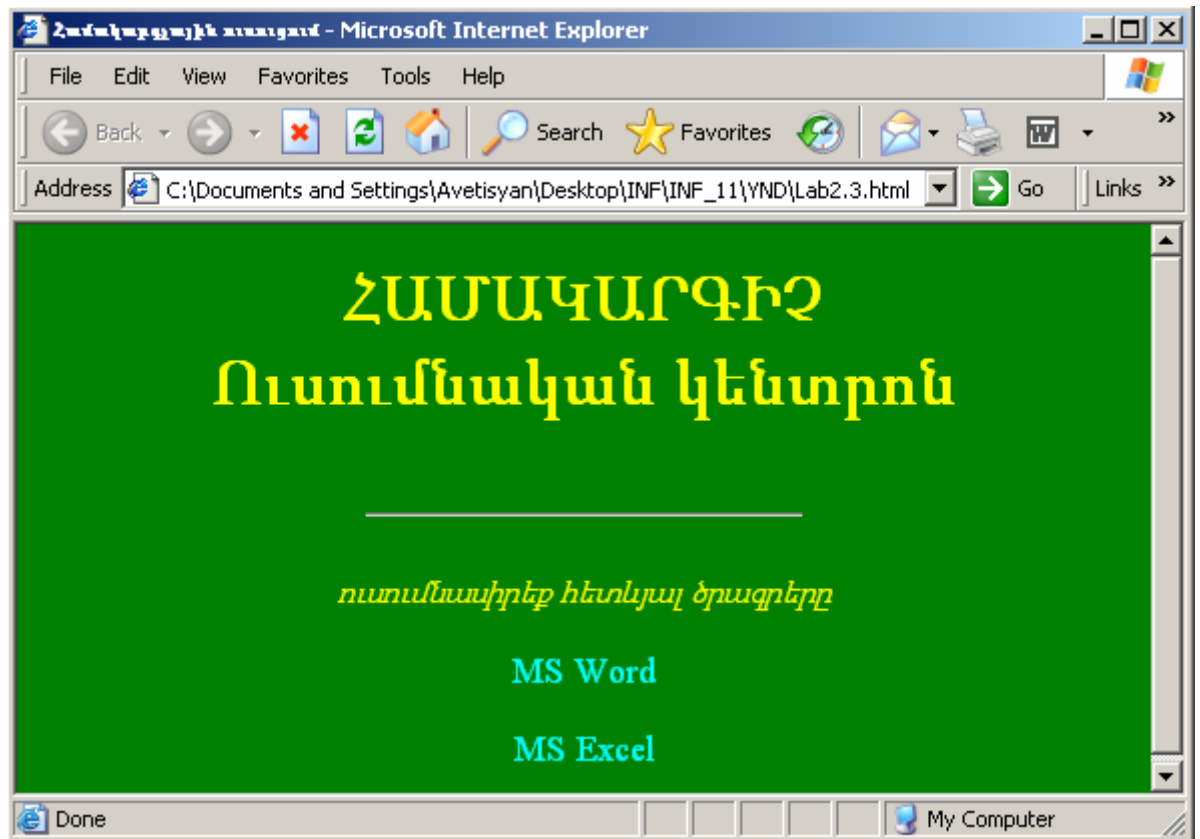 Համակարգչային ուսուցում - Microsoft Internet Explorer
File Edit View Favorites Tools Help
Back Search Favorites
Address C:\Documents and Settings\Avetisyan\Desktop\INF\INF_11\YND\Lab2.3.html Go Links
ՀԱՄԱԿԱՐԳԻՉ
Ուսումնական կենտրոն
ուսումնասիրեք հետևյալ ծրագրերը
MS Word
MS Excel
Done My Computer